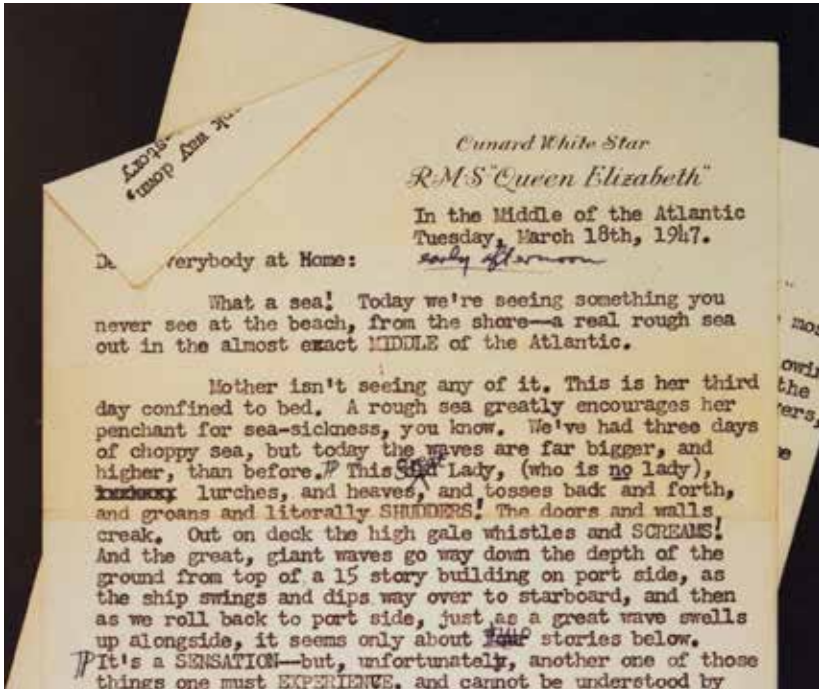 way down,
story
Cunard White Star
R·M·S "Queen Elizabeth"
In the Middle of the Atlantic
Tuesday, March 18th, 1947.
early afternoon
De verybody at Home:
What a sea! Today we're seeing something you
never see at the beach, from the shore—a real rough sea
out in the almost exact MIDDLE of the Atlantic.
Mother isn't seeing any of it. This is her third
day confined to bed. A rough sea greatly encourages her
penchant for sea-sickness, you know. We've had three days
of choppy sea, but today the waves are far bigger, and
higher, than before. This Lady, (who is no lady),
lurches, and heaves, and tosses back and forth,
and groans and literally SHUDDERS! The doors and walls
creak. Out on deck the high gale whistles and SCREAMS!
And the great, giant waves go way down the depth of the
ground from top of a 15 story building on port side, as
the ship swings and dips way over to starboard, and then
as we roll back to port side, just as a great wave swells
up alongside, it seems only about two stories below.
It's a SENSATION—but, unfortunately, another one of those
things one must EXPERIENCE, and cannot be understood by
mos
owin
the
ers,